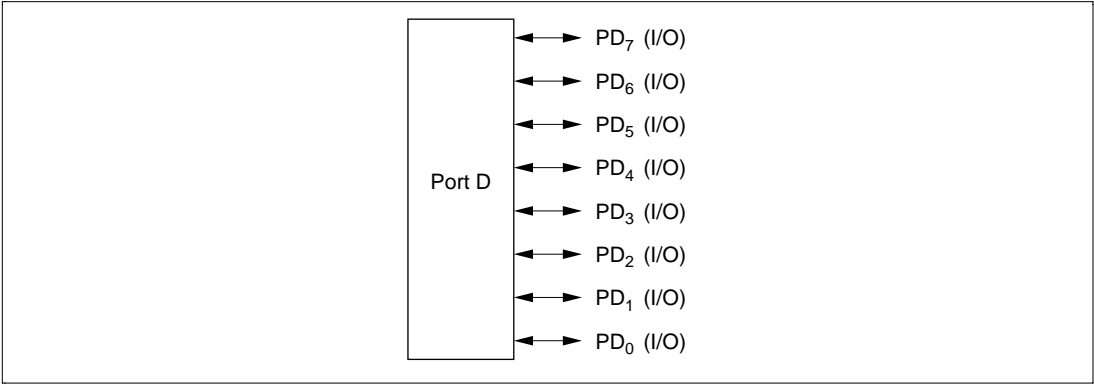 PD₇ (I/O)
PD₆ (I/O)
PD₅ (I/O)
PD₄ (I/O)
Port D
PD₃ (I/O)
PD₂ (I/O)
PD₁ (I/O)
PD₀ (I/O)